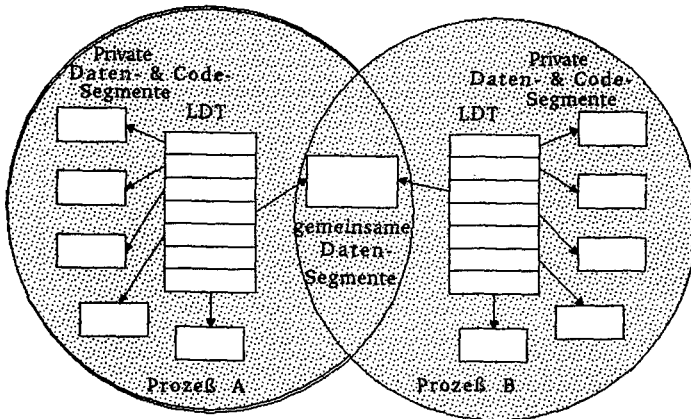 Private
Daten- & Code-
Segmente
LDT
Private
Daten- & Code-
Segmente
LDT
gemeinsame
Daten-
Segmente
Prozeß A
Prozeß B